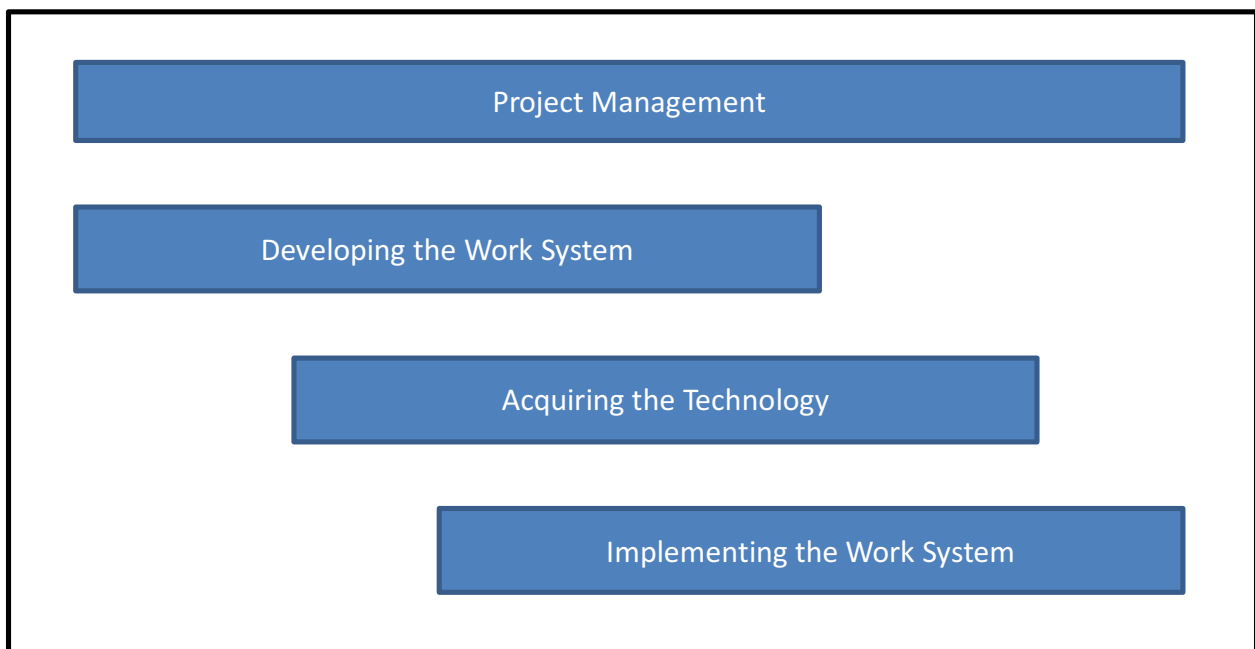 Project Management
Developing the Work System
Acquiring the Technology
Implementing the Work System